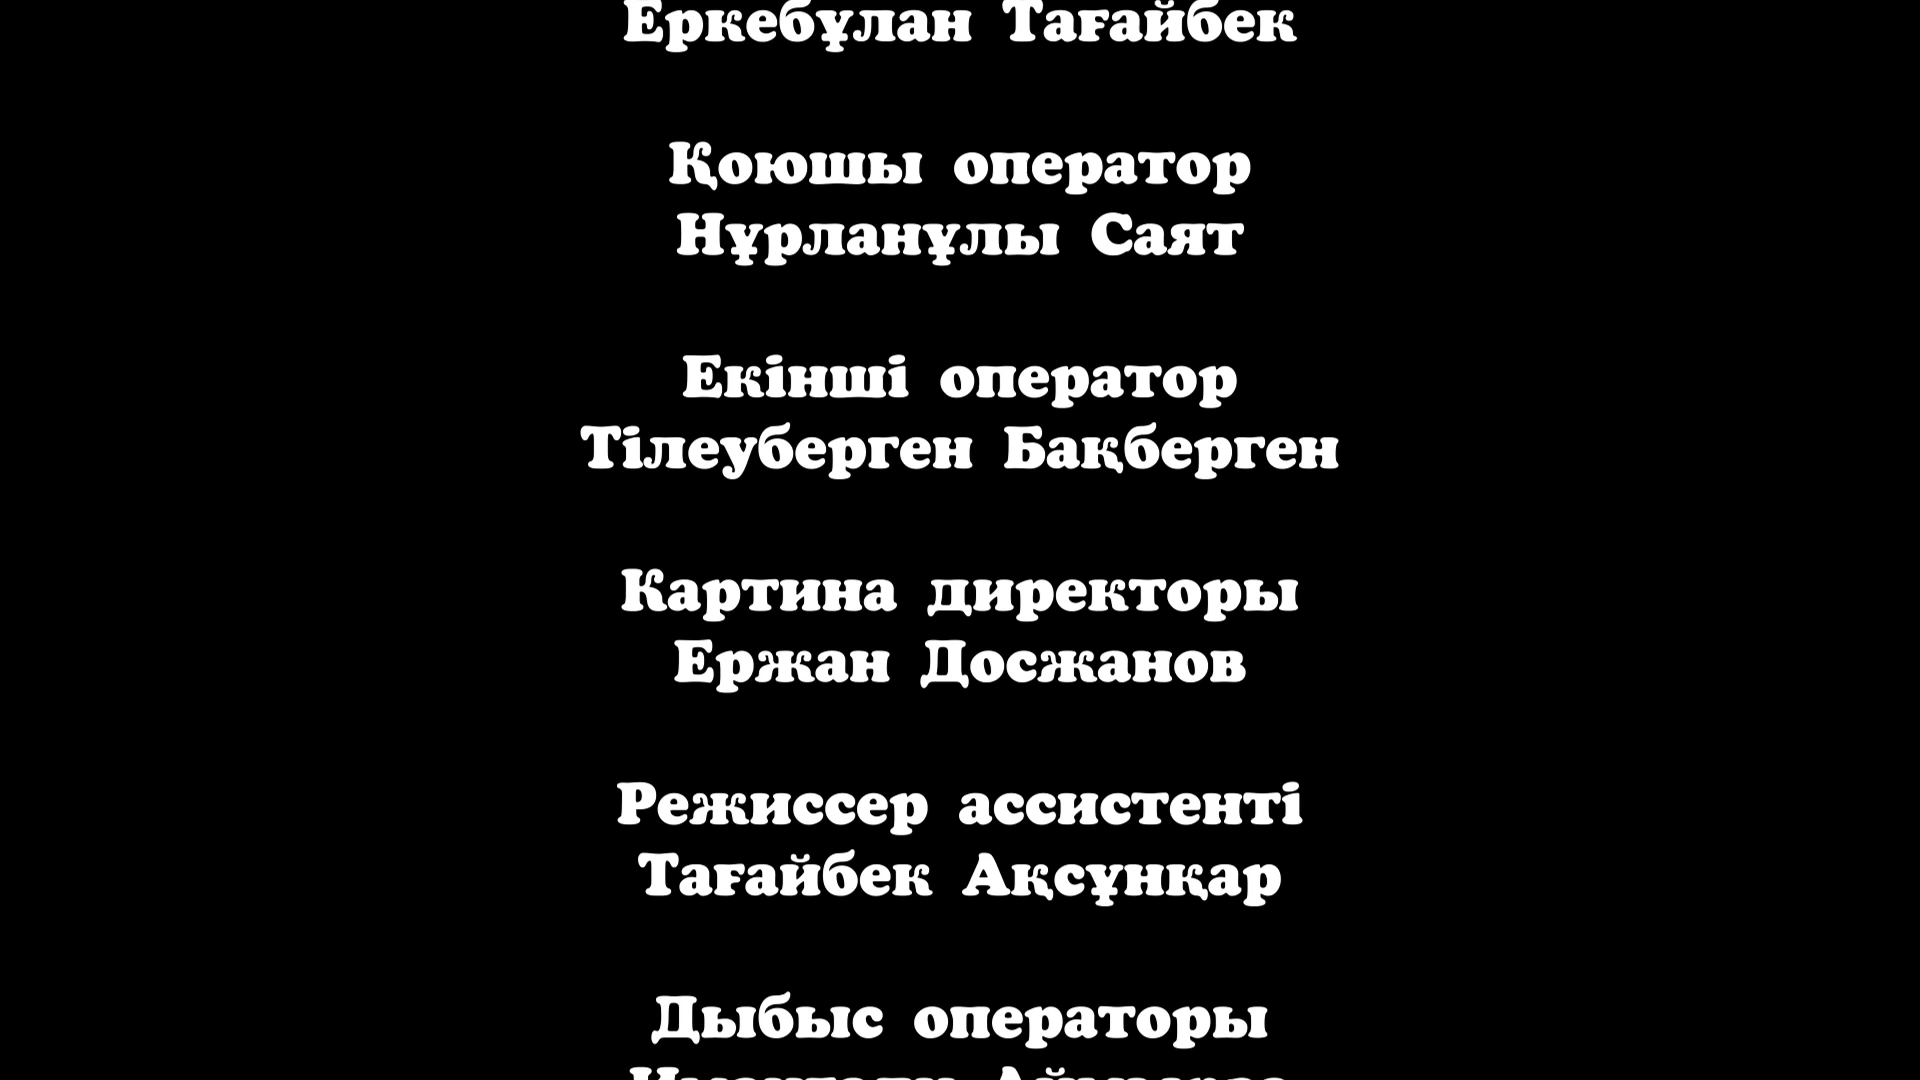 Еркебұлан Тағайбек
Қоюшы оператор
Нұрланұлы Саят
Екінші оператор
Тілеуберген Бақберген
Картина директоры
Ержан Досжанов
Режиссер ассистенті
Тағайбек Ақсұнқар
Дыбыс операторы